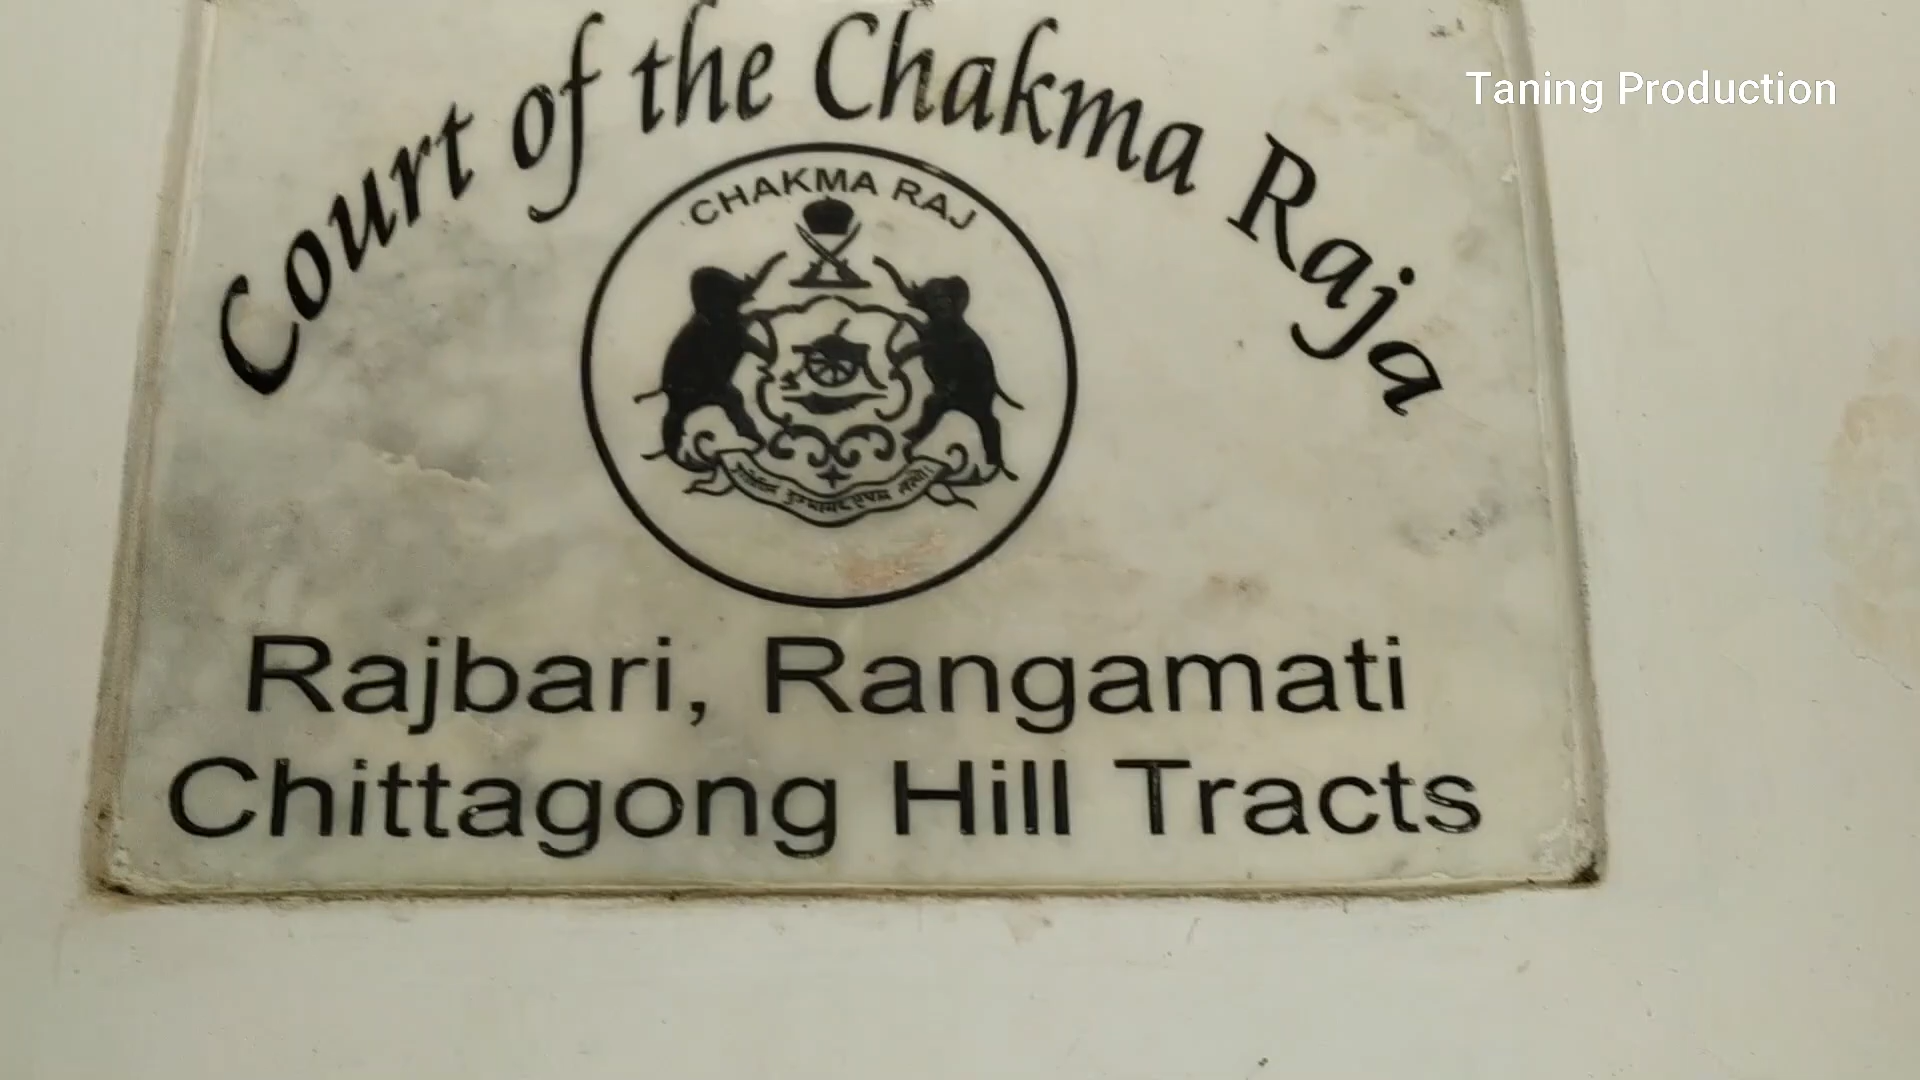 Taning Production
Court of the Chakma Raja
CHAKMA RAJ
Rajbari, Rangamati
Chittagong Hill Tracts